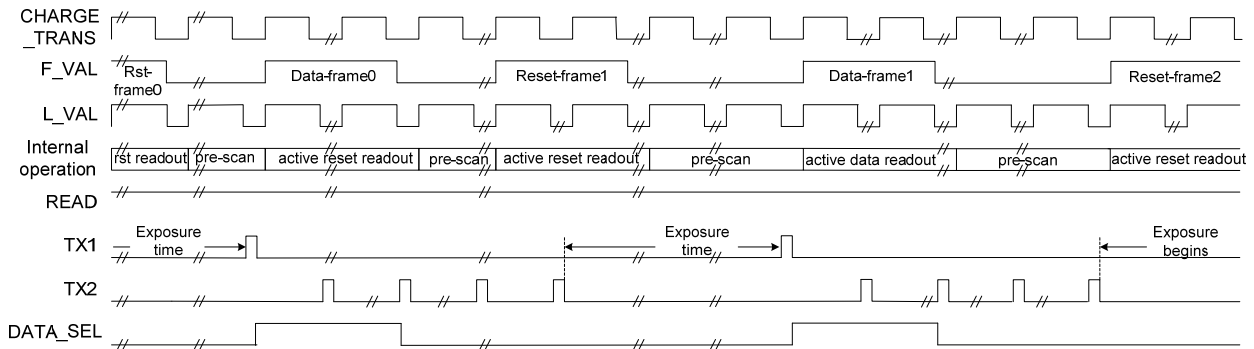 CHARGE
_TRANS
F_VAL
Rst-
frame0
Data-frame0
Reset-frame1
Data-frame1
Reset-frame2
L_VAL
Internal
operation
rst readout
pre-scan
active reset readout
pre-scan
active reset readout
pre-scan
active data readout
pre-scan
active reset readout
READ
TX1
Exposure
time
Exposure
time
Exposure
begins
TX2
DATA_SEL